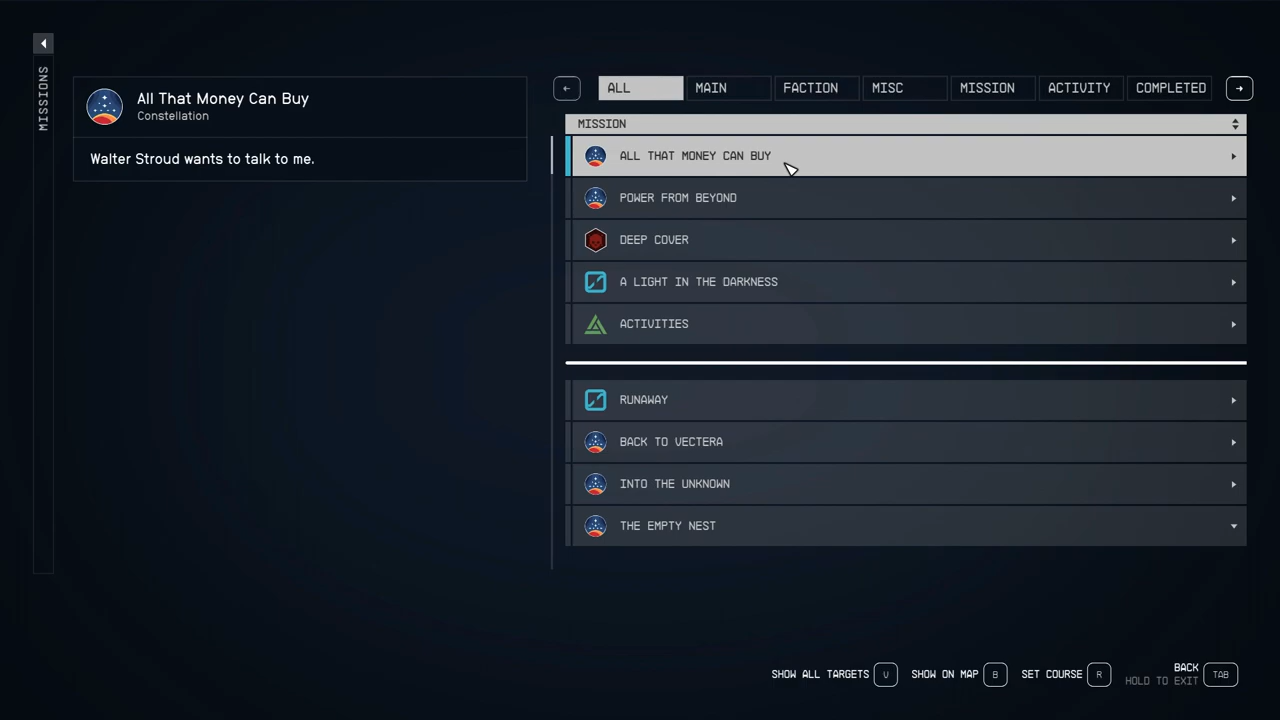 MISSIONS
All That Money Can Buy
Constellation
Walter Stroud wants to talk to me.
ALL MAIN FACTION MISC MISSION ACTIVITY COMPLETED
MISSION
ALL THAT MONEY CAN BUY
POWER FROM BEYOND
DEEP COVER
A LIGHT IN THE DARKNESS
ACTIVITIES
RUNAWAY
BACK TO VECTERA
INTO THE UNKNOWN
THE EMPTY NEST
SHOW ALL TARGETS V SHOW ON MAP B SET COURSE R BACK TAB
HOLD TO EXIT